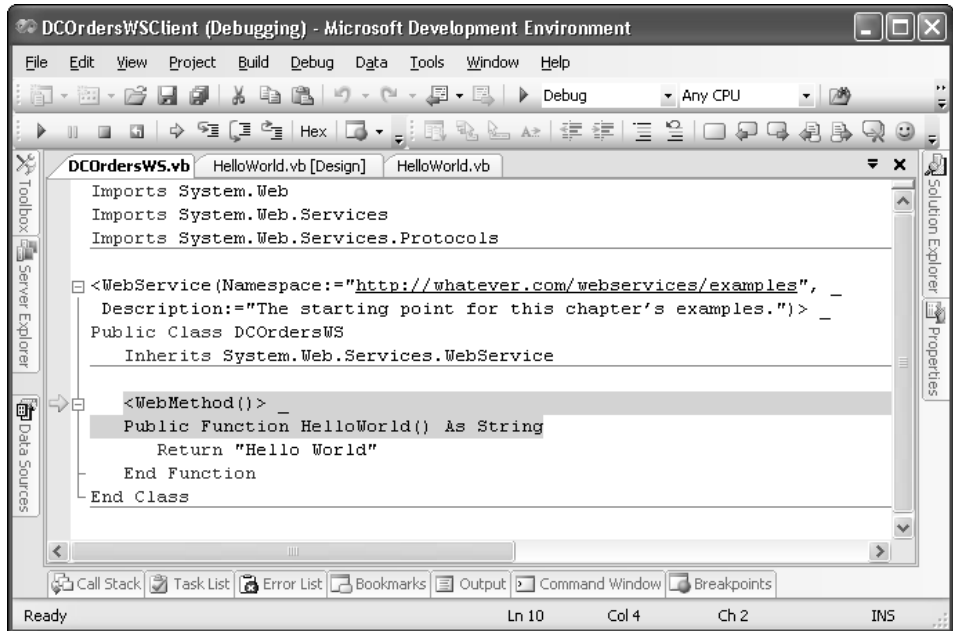 DCOrdersWSClient (Debugging) - Microsoft Development Environment
File Edit View Project Build Debug Data Tools Window Help
Debug Any CPU
Hex
DCOrdersWS.vb HelloWorld.vb [Design] HelloWorld.vb
Toolbox
Server Explorer
Data Sources
Imports System.Web
Imports System.Web.Services
Imports System.Web.Services.Protocols
<WebService(Namespace:="http://whatever.com/webservices/examples", _
Description:="The starting point for this chapter's examples.")> _
Public Class DCOrdersWS
Inherits System.Web.Services.WebService
<WebMethod()> _
Public Function HelloWorld() As String
Return "Hello World"
End Function
End Class
Solution Explorer
Properties
Call Stack Task List Error List Bookmarks Output Command Window Breakpoints
Ready Ln 10 Col 4 Ch 2 INS